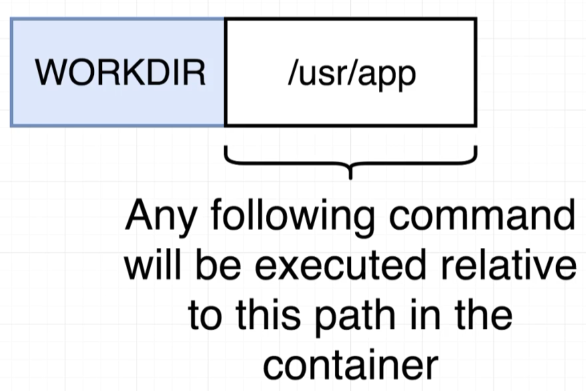 WORKDIR /usr/app
Any following command
will be executed relative
to this path in the
container